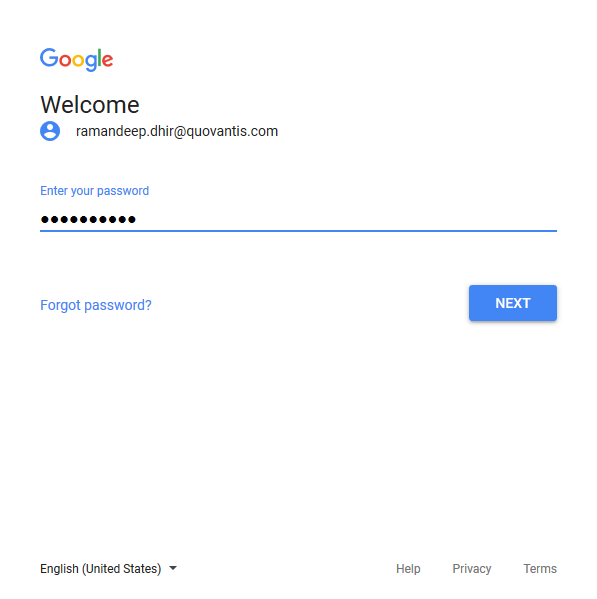 Google
Welcome
ramandeep.dhir@quovantis.com
Enter your password
••••••••••
Forgot password?
NEXT
English (United States)
Help Privacy Terms